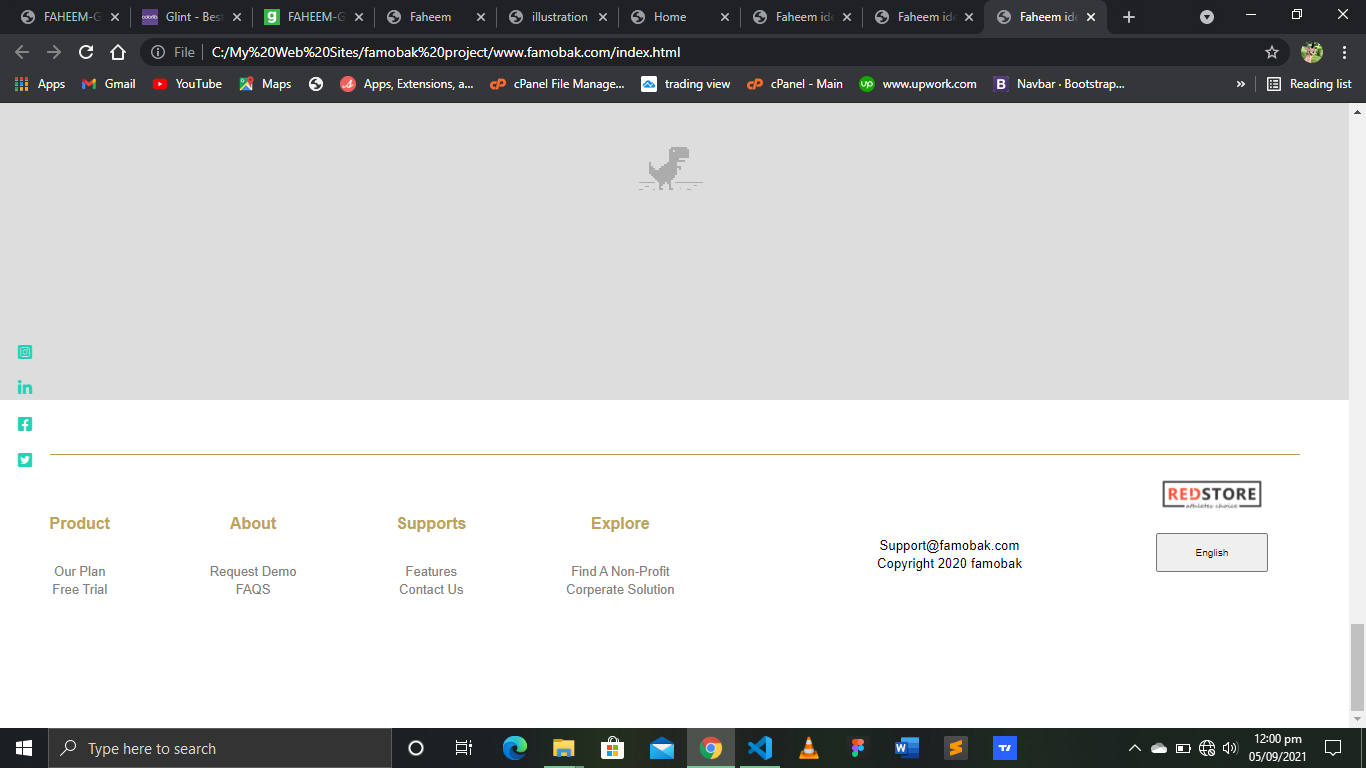 FAHEEM-G
Glint - Best
FAHEEM-G
Faheem
illustration
Home
Faheem ide
Faheem ide
Faheem ide
File
C:/My%20Web%20Sites/famobak%20project/www.famobak.com/index.html
Apps
Gmail
YouTube
Maps
Apps, Extensions, a...
cPanel File Manage...
trading view
cPanel - Main
www.upwork.com
Navbar · Bootstrap...
»
Reading list
REDSTORE
athletes choice
Product
About
Supports
Explore
Our Plan
Free Trial
Request Demo
FAQS
Features
Contact Us
Find A Non-Profit
Corperate Solution
Support@famobak.com
Copyright 2020 famobak
English
Type here to search
12:00 pm
05/09/2021